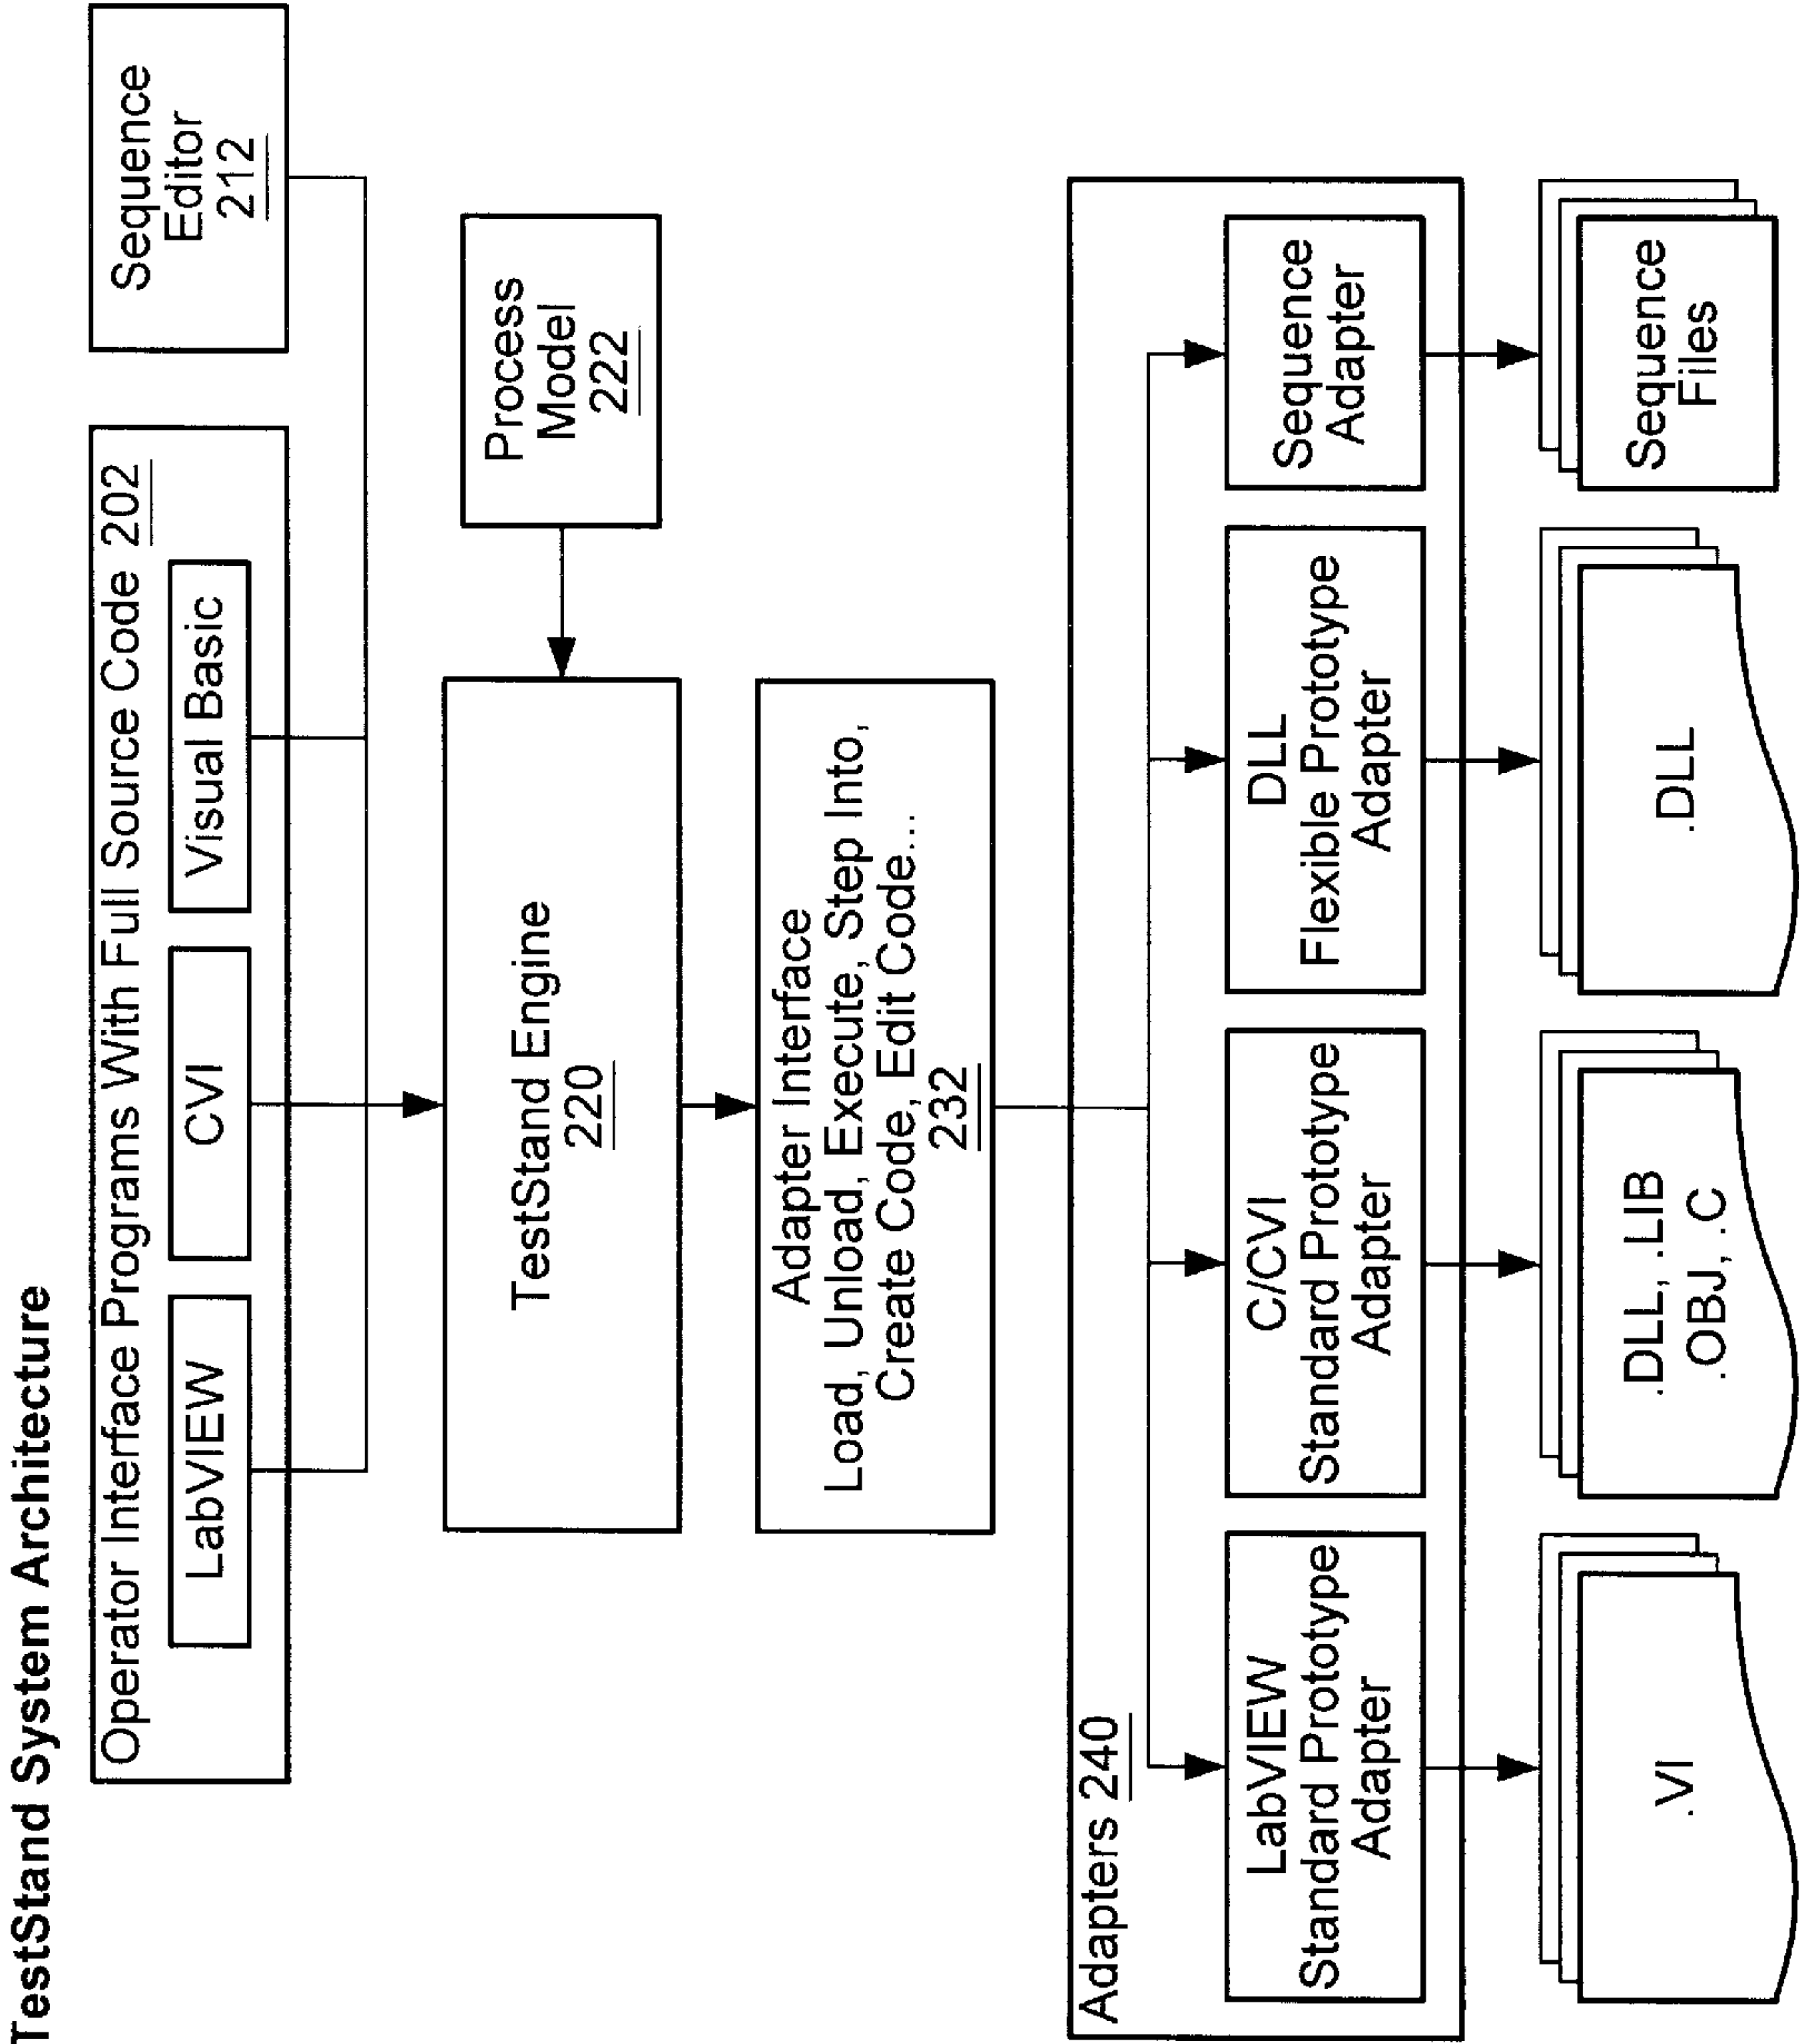 TestStand System Architecture
Operator Interface Programs With Full Source Code 202
LabVIEW
CVI
Visual Basic
Sequence
Editor
212
TestStand Engine
220
Process
Model
222
Adapter Interface
Load, Unload, Execute, Step Into,
Create Code, Edit Code...
232
Adapters 240
LabVIEW
Standard Prototype
Adapter
C/CVI
Standard Prototype
Adapter
DLL
Flexible Prototype
Adapter
Sequence
Adapter
.VI
.DLL, .LIB
.OBJ, .C
.DLL
Sequence
Files